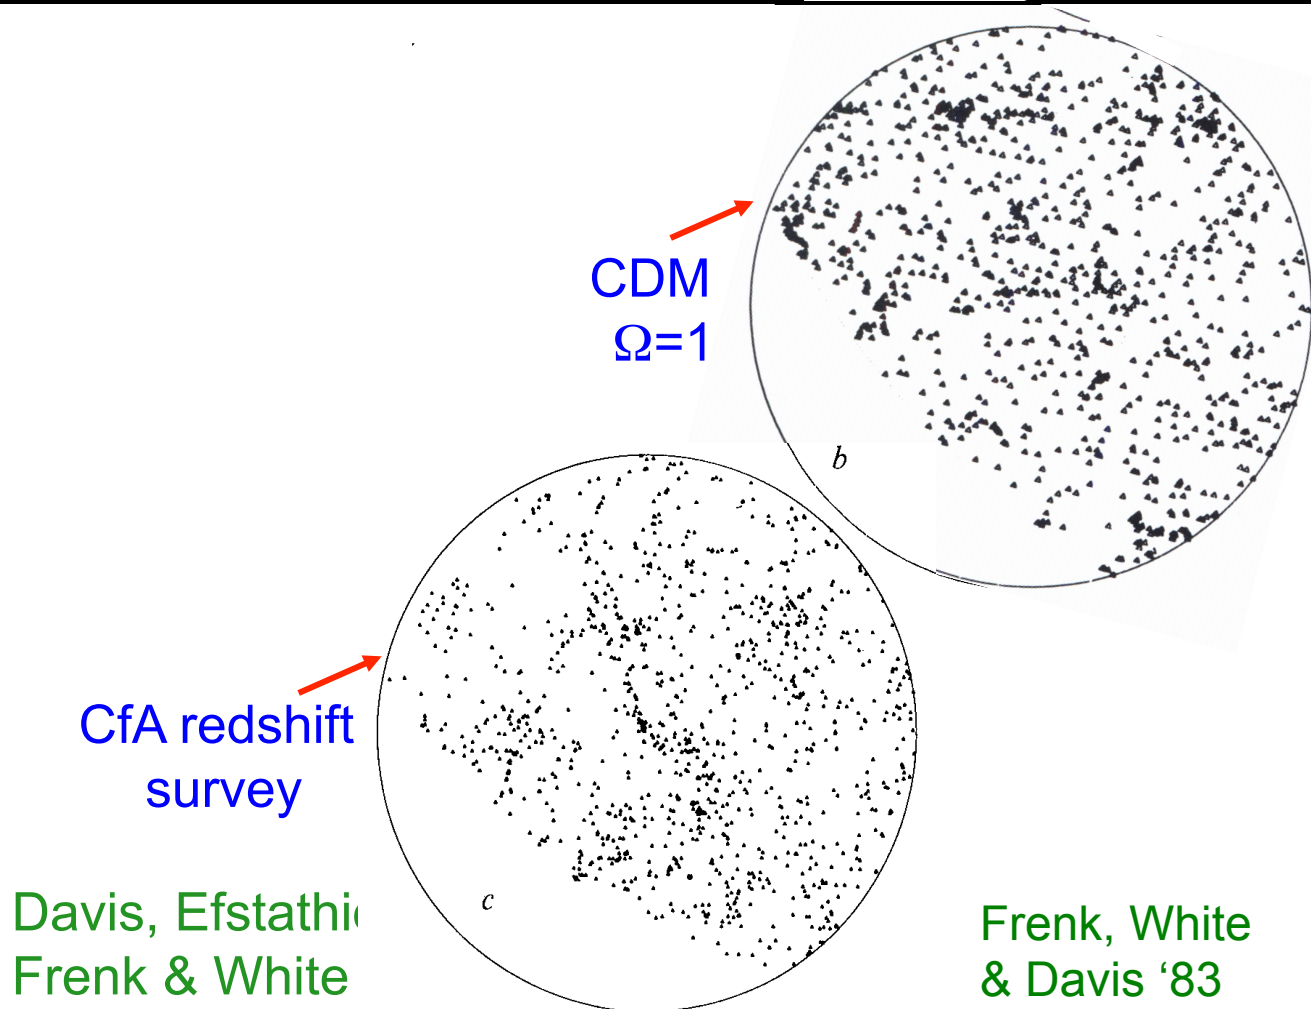 CDM
Ω=1
b
CfA redshift
survey
c
Davis, Efstathi
Frenk & White
Frenk, White
& Davis ‘83